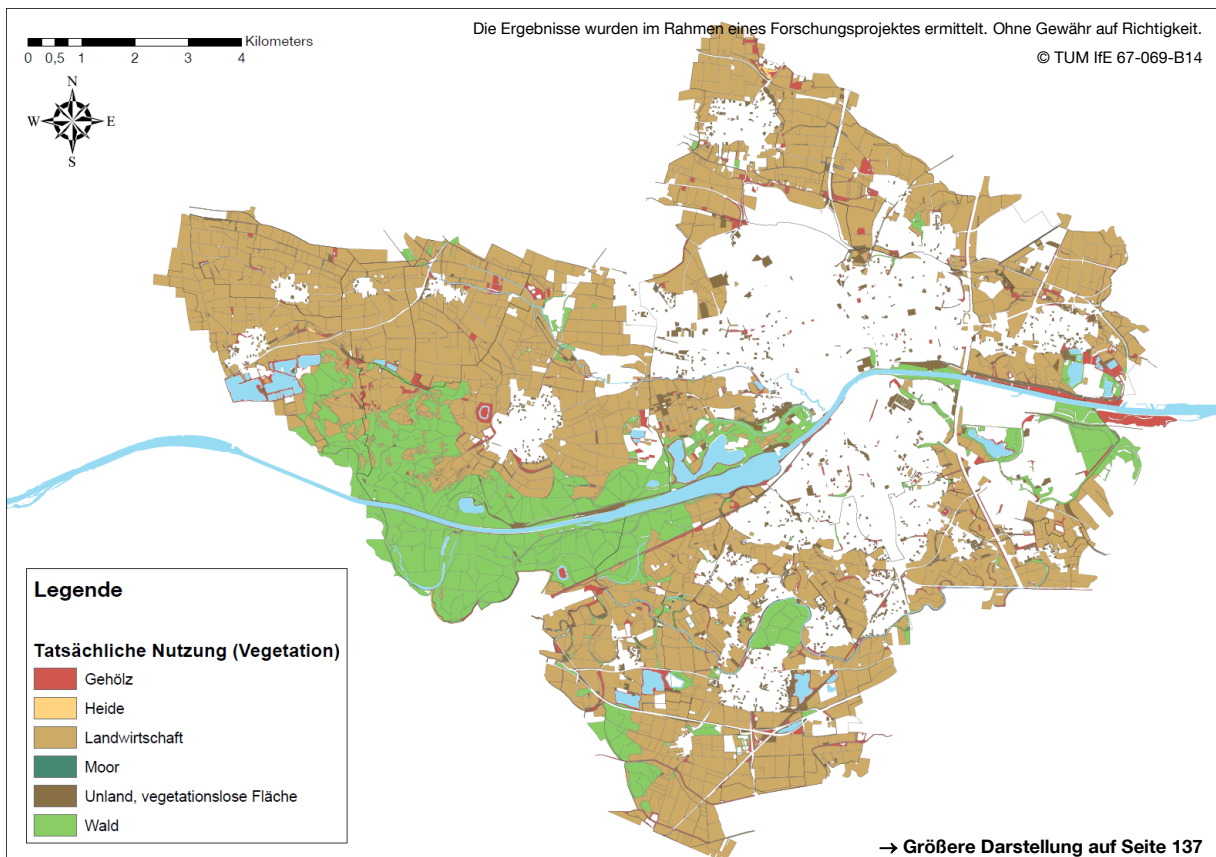 Die Ergebnisse wurden im Rahmen eines Forschungsprojektes ermittelt. Ohne Gewähr auf Richtigkeit.
© TUM IfE 67-069-B14
Kilometers
0 0,5 1 2 3 4
N
W E
S
Legende
Tatsächliche Nutzung (Vegetation)
Gehölz
Heide
Landwirtschaft
Moor
Unland, vegetationslose Fläche
Wald
→ Größere Darstellung auf Seite 137